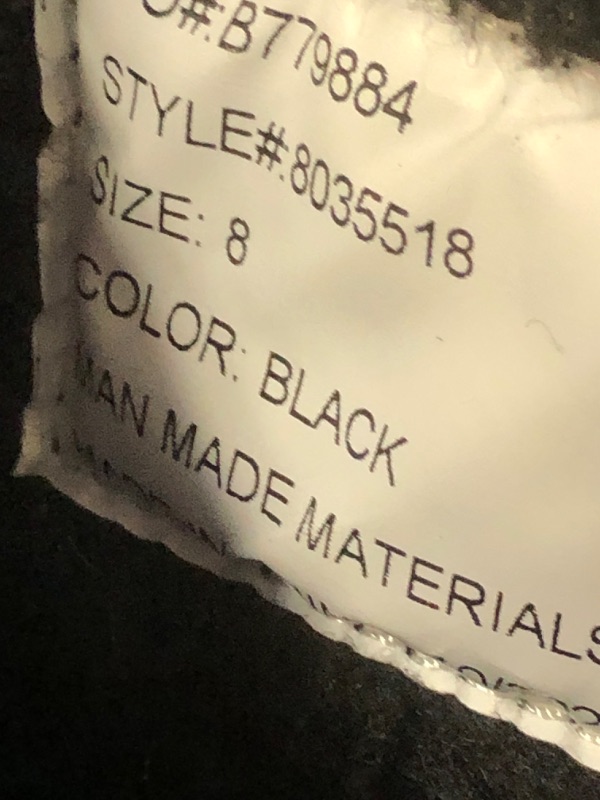 O#:B779884
STYLE#:8035518
SIZE: 8
COLOR: BLACK
MAN MADE MATERIALS